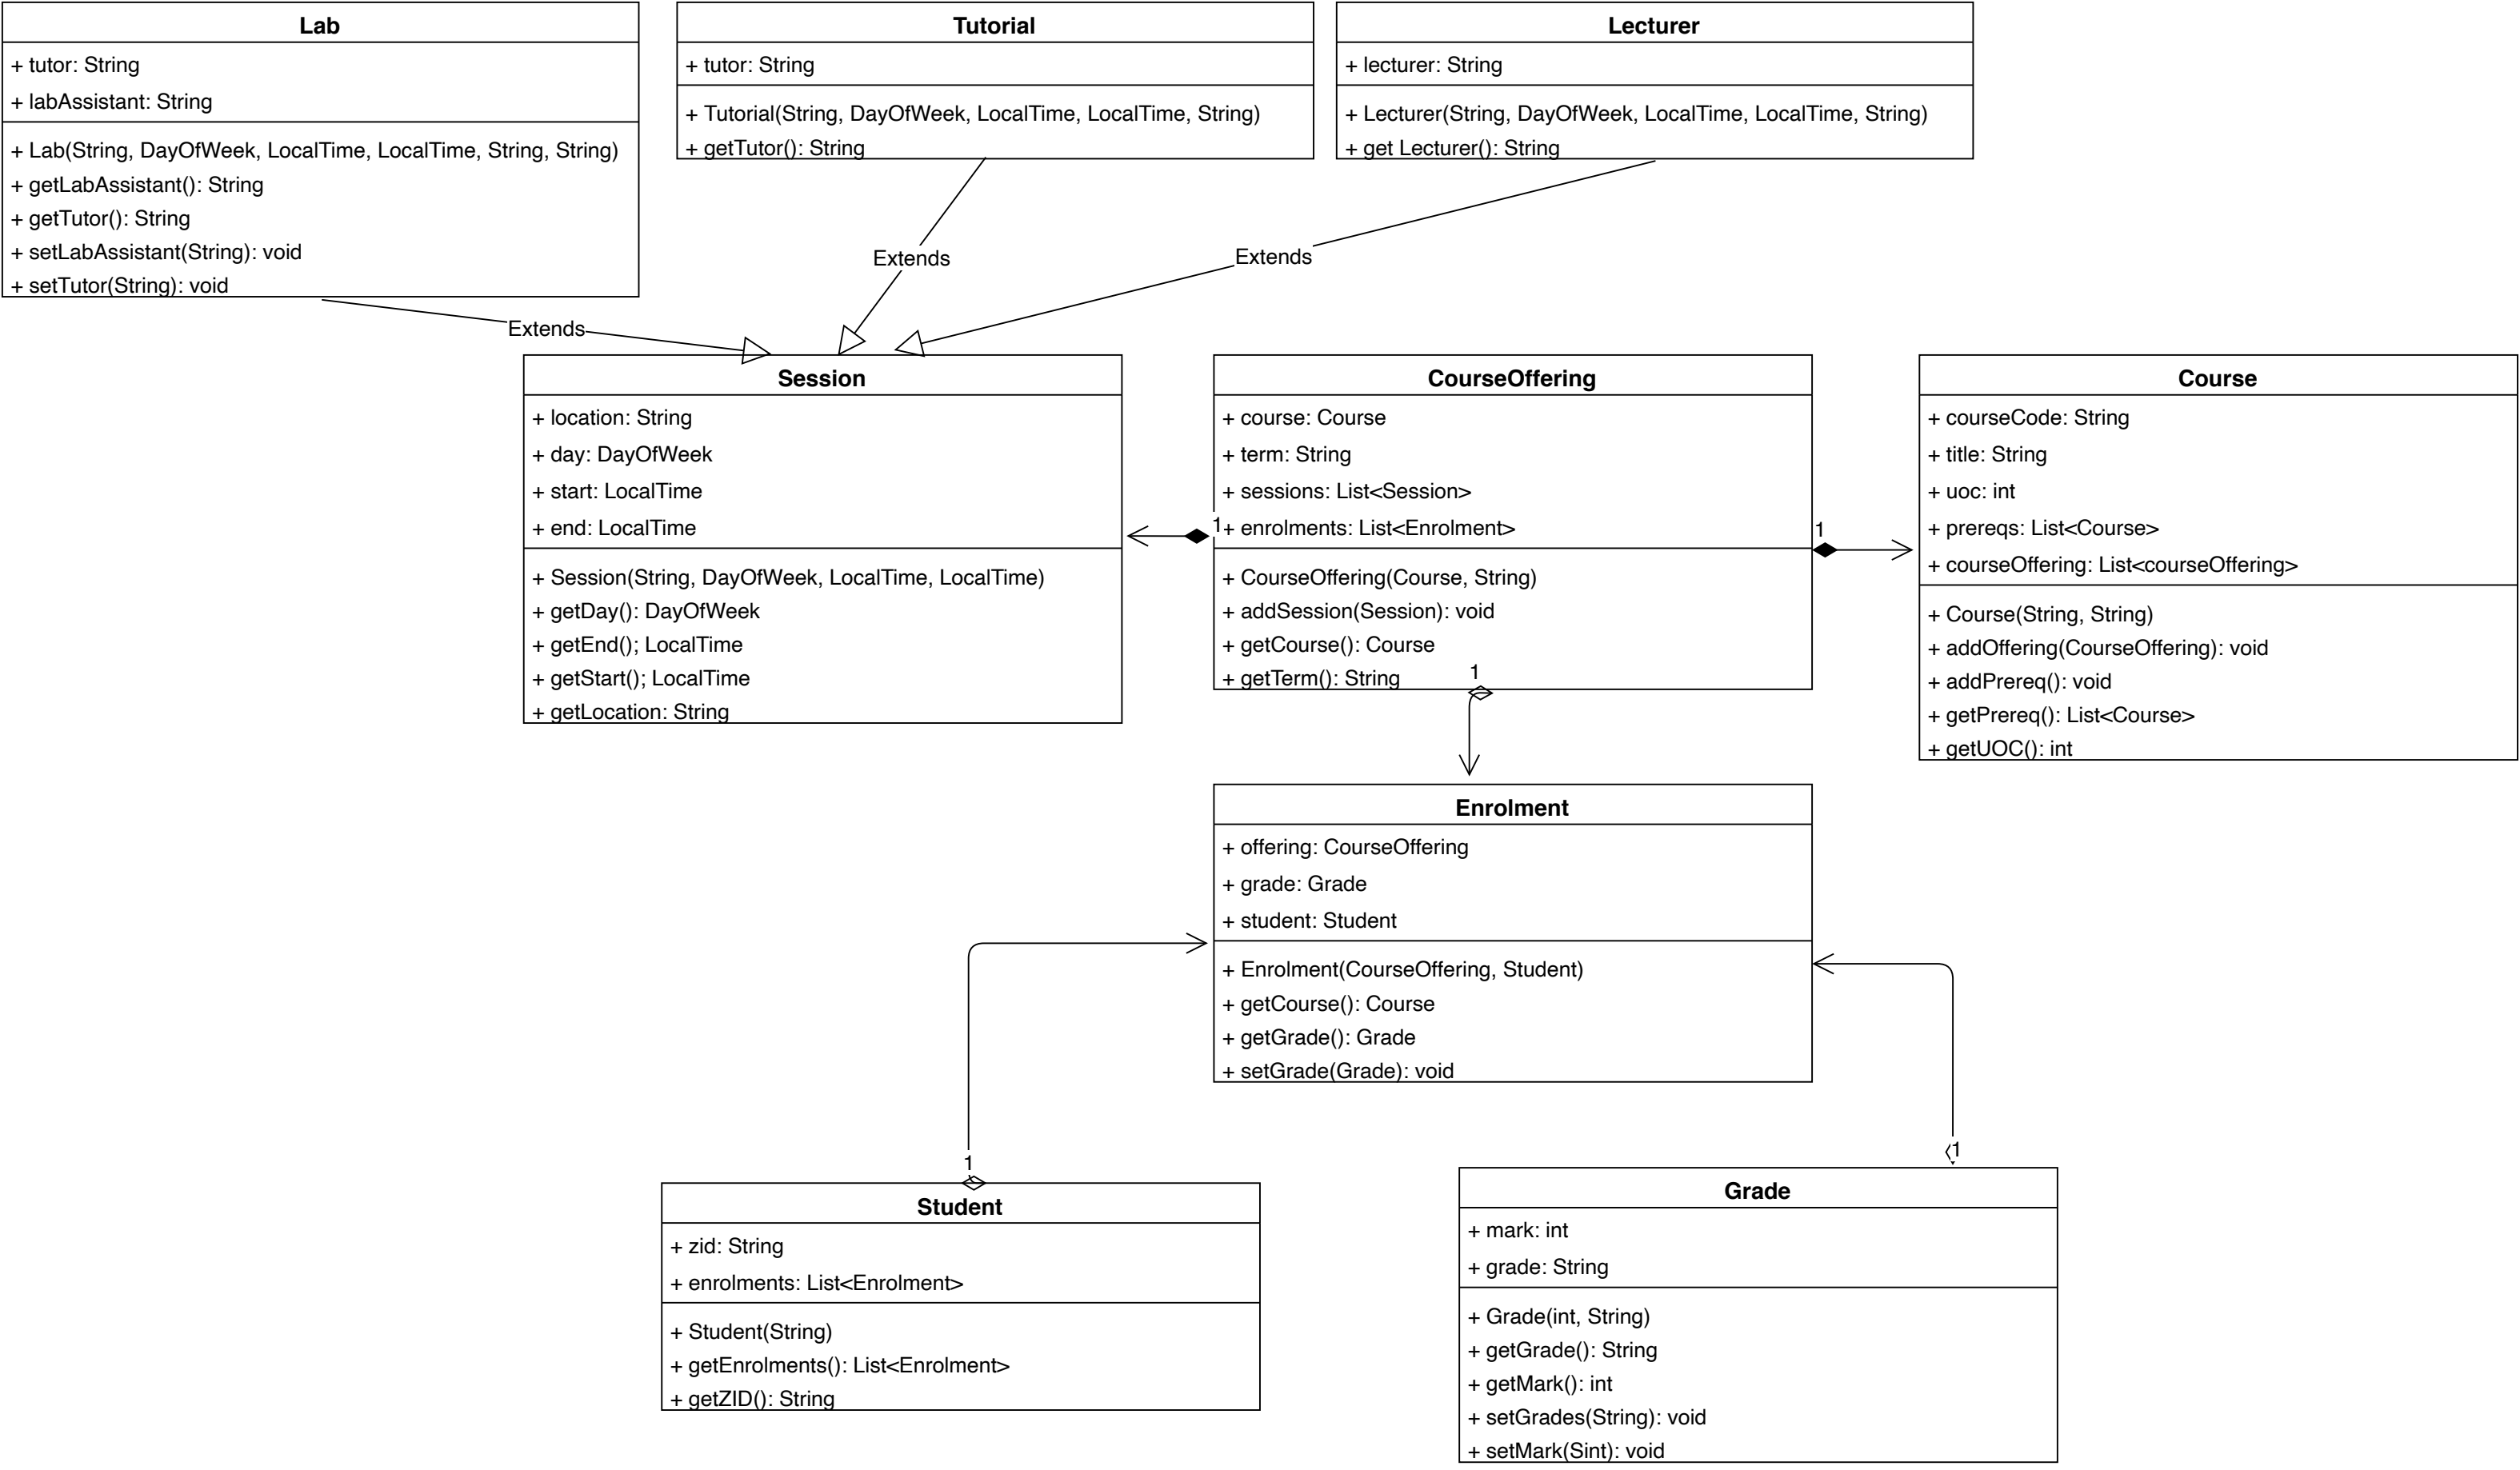 Lab
+ tutor: String
+ labAssistant: String
+ Lab(String, DayOfWeek, LocalTime, LocalTime, String, String)
+ getLabAssistant(): String
+ getTutor(): String
+ setLabAssistant(String): void
+ setTutor(String): void
Tutorial
+ tutor: String
+ Tutorial(String, DayOfWeek, LocalTime, LocalTime, String)
+ getTutor(): String
Lecturer
+ lecturer: String
+ Lecturer(String, DayOfWeek, LocalTime, LocalTime, String)
+ get Lecturer(): String
Extends
Extends
Extends
Session
+ location: String
+ day: DayOfWeek
+ start: LocalTime
+ end: LocalTime
+ Session(String, DayOfWeek, LocalTime, LocalTime)
+ getDay(): DayOfWeek
+ getEnd(); LocalTime
+ getStart(); LocalTime
+ getLocation: String
1
CourseOffering
+ course: Course
+ term: String
+ sessions: List<Session>
+ enrolments: List<Enrolment>
+ CourseOffering(Course, String)
+ addSession(Session): void
+ getCourse(): Course
+ getTerm(): String
1
1
Course
+ courseCode: String
+ title: String
+ uoc: int
+ prereqs: List<Course>
+ courseOffering: List<courseOffering>
+ Course(String, String)
+ addOffering(CourseOffering): void
+ addPrereq(): void
+ getPrereq(): List<Course>
+ getUOC(): int
Enrolment
+ offering: CourseOffering
+ grade: Grade
+ student: Student
+ Enrolment(CourseOffering, Student)
+ getCourse(): Course
+ getGrade(): Grade
+ setGrade(Grade): void
1
Student
+ zid: String
+ enrolments: List<Enrolment>
+ Student(String)
+ getEnrolments(): List<Enrolment>
+ getZID(): String
1
Grade
+ mark: int
+ grade: String
+ Grade(int, String)
+ getGrade(): String
+ getMark(): int
+ setGrades(String): void
+ setMark(Sint): void